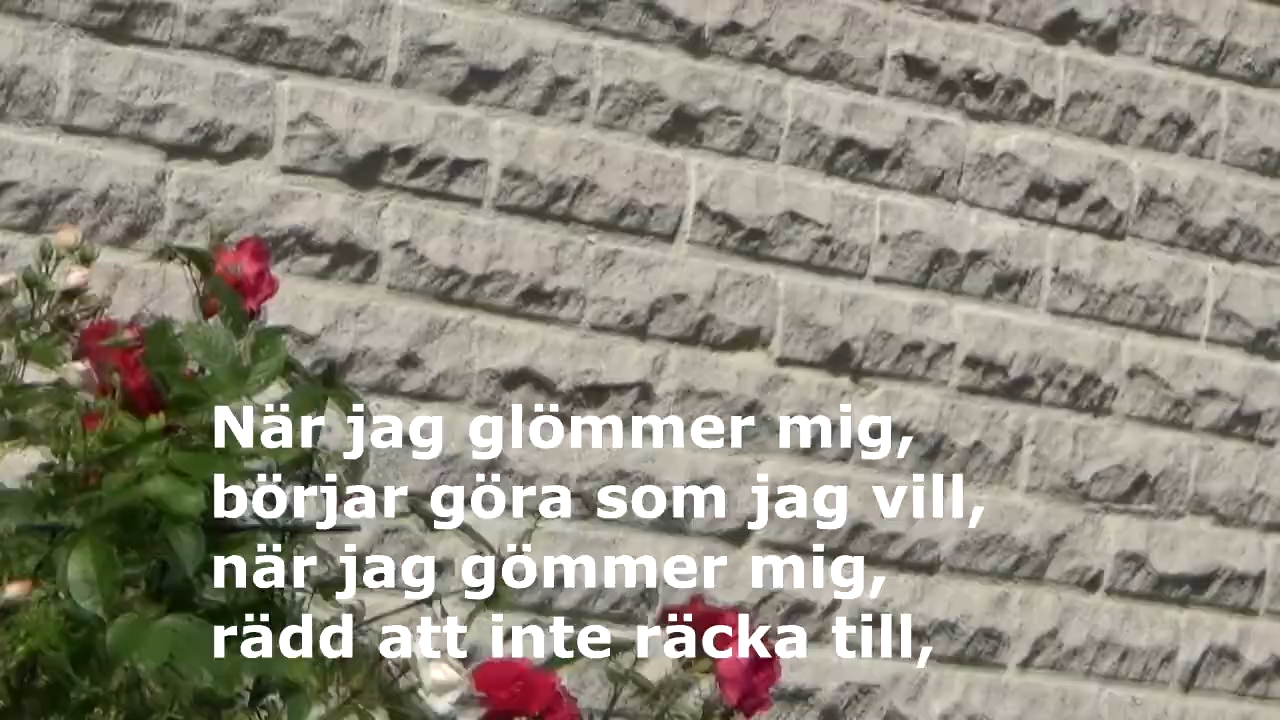 När jag glömmer mig,
börjar göra som jag vill,
när jag gömmer mig,
rädd att inte räcka till,